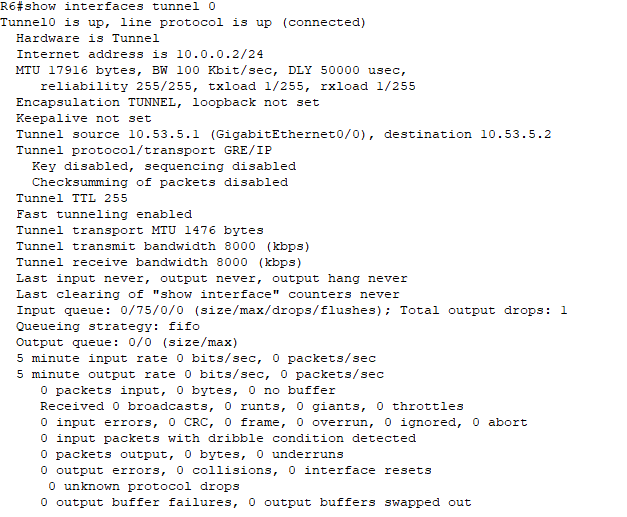 R6#show interfaces tunnel 0
Tunnel0 is up, line protocol is up (connected)
Hardware is Tunnel
Internet address is 10.0.0.2/24
MTU 17916 bytes, BW 100 Kbit/sec, DLY 50000 usec,
reliability 255/255, txload 1/255, rxload 1/255
Encapsulation TUNNEL, loopback not set
Keepalive not set
Tunnel source 10.53.5.1 (GigabitEthernet0/0), destination 10.53.5.2
Tunnel protocol/transport GRE/IP
Key disabled, sequencing disabled
Checksumming of packets disabled
Tunnel TTL 255
Fast tunneling enabled
Tunnel transport MTU 1476 bytes
Tunnel transmit bandwidth 8000 (kbps)
Tunnel receive bandwidth 8000 (kbps)
Last input never, output never, output hang never
Last clearing of "show interface" counters never
Input queue: 0/75/0/0 (size/max/drops/flushes); Total output drops: 1
Queueing strategy: fifo
Output queue: 0/0 (size/max)
5 minute input rate 0 bits/sec, 0 packets/sec
5 minute output rate 0 bits/sec, 0 packets/sec
0 packets input, 0 bytes, 0 no buffer
Received 0 broadcasts, 0 runts, 0 giants, 0 throttles
0 input errors, 0 CRC, 0 frame, 0 overrun, 0 ignored, 0 abort
0 input packets with dribble condition detected
0 packets output, 0 bytes, 0 underruns
0 output errors, 0 collisions, 0 interface resets
0 unknown protocol drops
0 output buffer failures, 0 output buffers swapped out